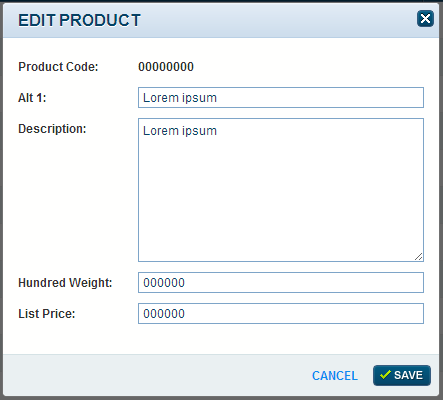 EDIT PRODUCT
Product Code: 00000000
Alt 1: Lorem ipsum
Description: Lorem ipsum
Hundred Weight: 000000
List Price: 000000
CANCEL SAVE